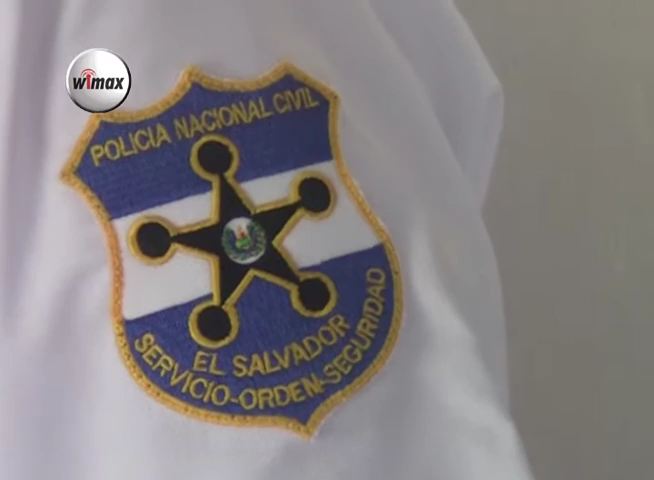 wimax
POLICIA NACIONAL CIVIL
EL SALVADOR
SERVICIO-ORDEN-SEGURIDAD